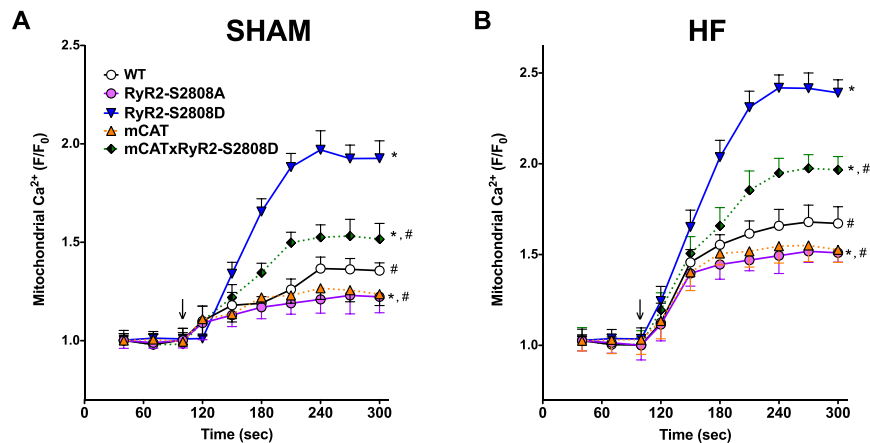 A
SHAM
2.5
2.0
1.5
1.0
Mitochondrial Ca²⁺ (F/F₀)
WT
RyR2-S2808A
RyR2-S2808D
mCAT
mCATxRyR2-S2808D
*
*, #
#
*, #
0 60 120 180 240 300
Time (sec)
B
HF
2.5
2.0
1.5
1.0
Mitochondrial Ca²⁺ (F/F₀)
*
*, #
#
*, #
0 60 120 180 240 300
Time (sec)